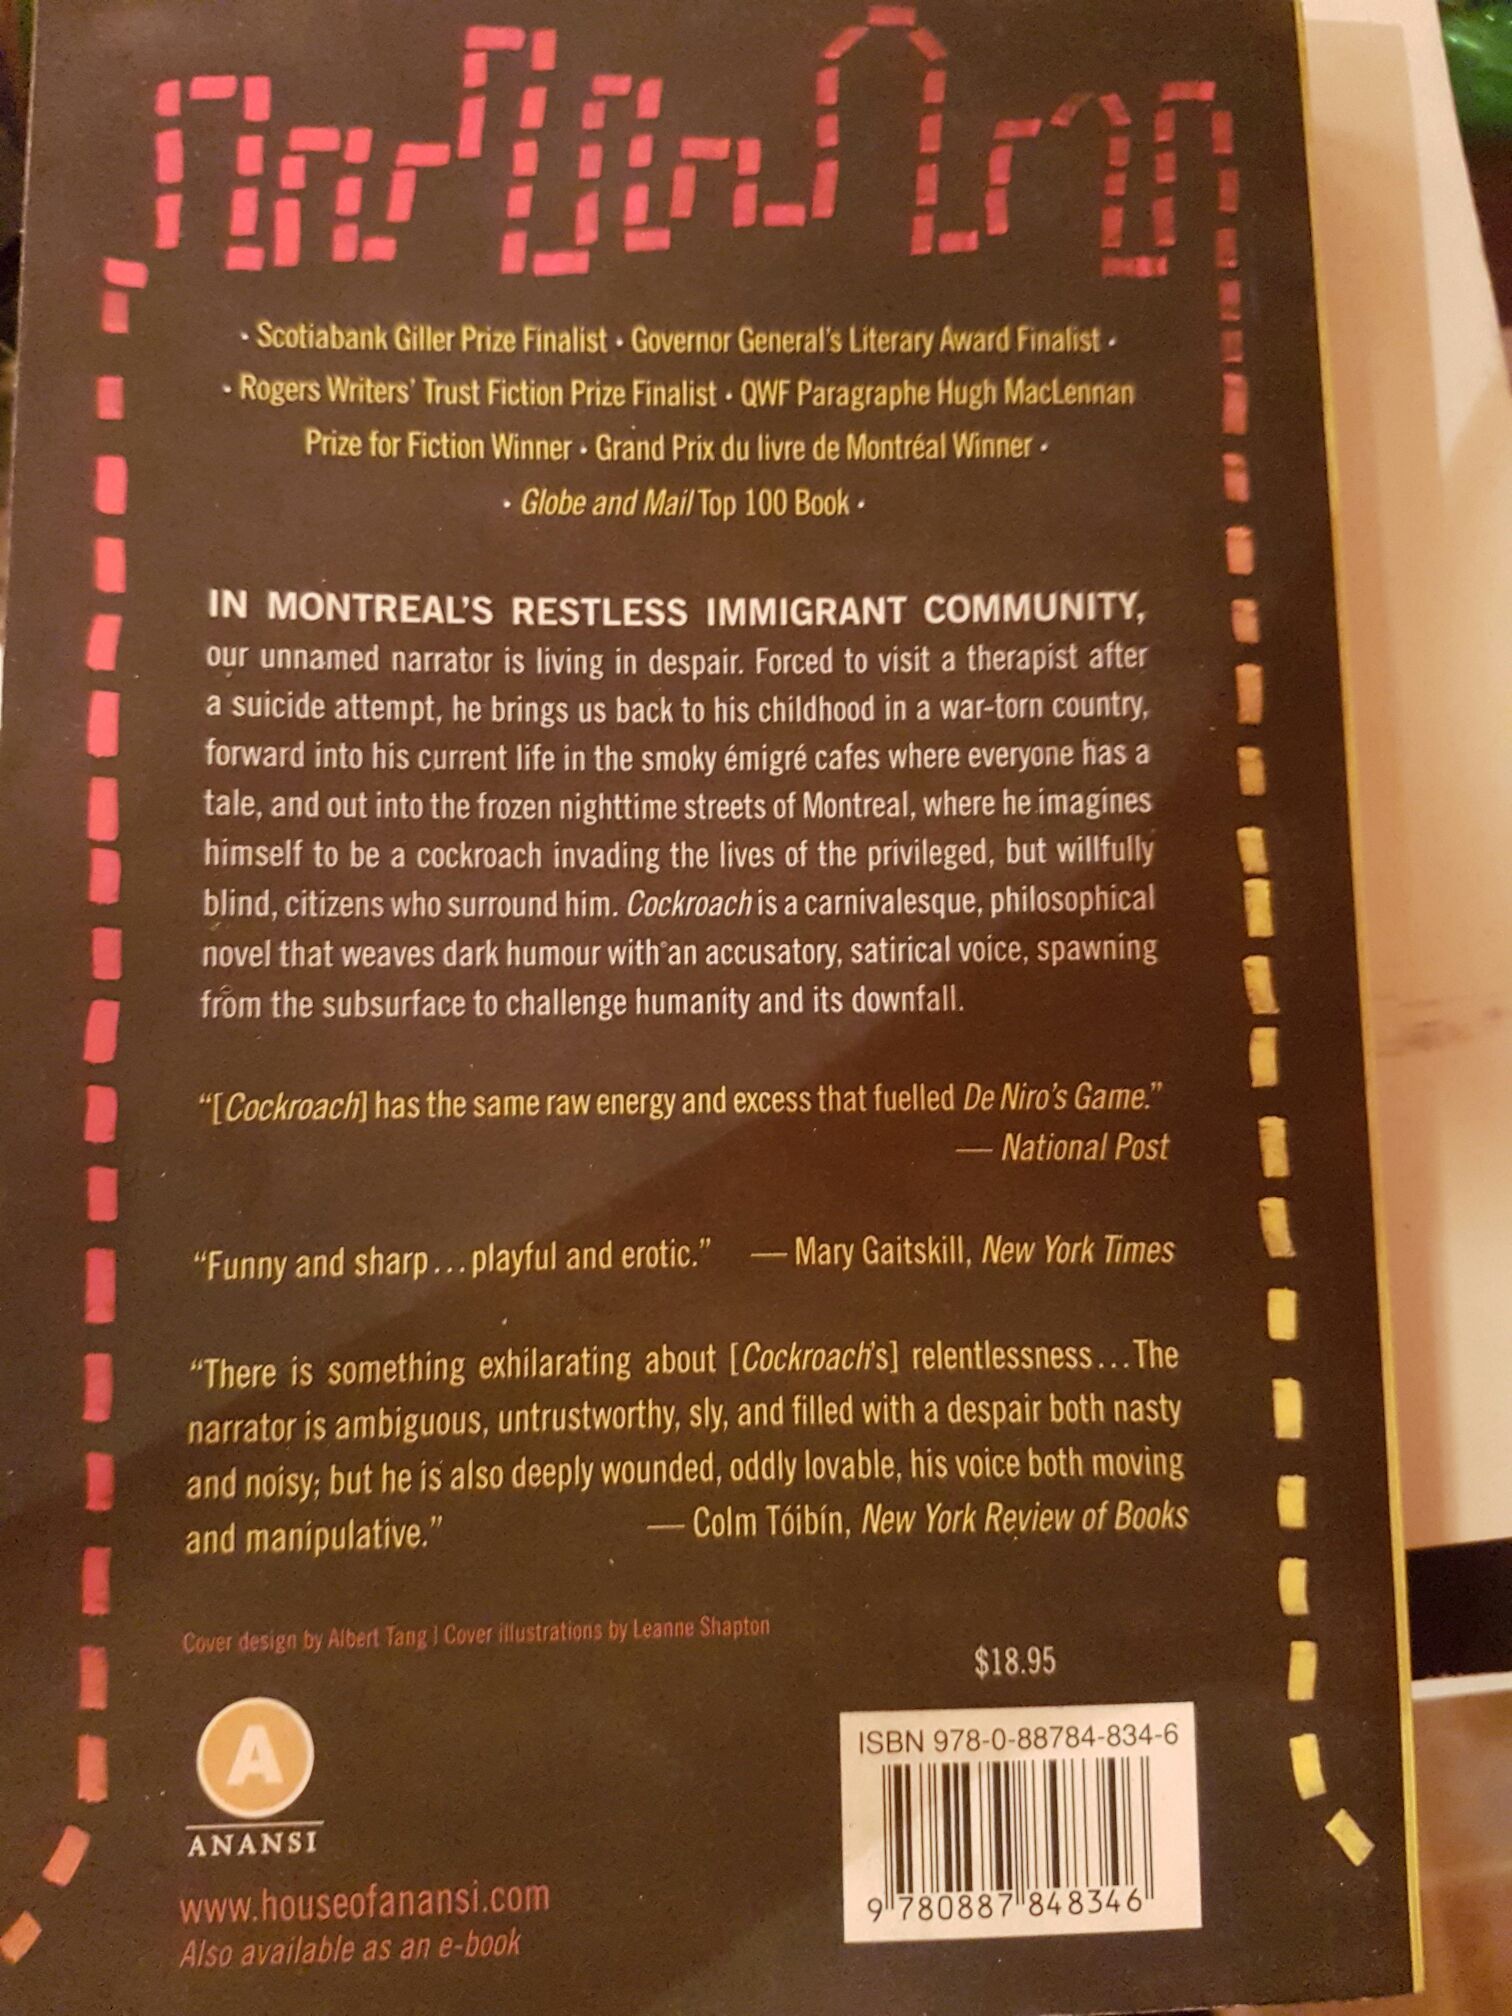 · Scotiabank Giller Prize Finalist · Governor General's Literary Award Finalist ·
· Rogers Writers' Trust Fiction Prize Finalist · QWF Paragraphe Hugh MacLennan
Prize for Fiction Winner · Grand Prix du livre de Montréal Winner ·
· Globe and Mail Top 100 Book ·
IN MONTREAL'S RESTLESS IMMIGRANT COMMUNITY,
our unnamed narrator is living in despair. Forced to visit a therapist after
a suicide attempt, he brings us back to his childhood in a war-torn country,
forward into his current life in the smoky émigré cafes where everyone has a
tale, and out into the frozen nighttime streets of Montreal, where he imagines
himself to be a cockroach invading the lives of the privileged, but willfully
blind, citizens who surround him. Cockroach is a carnivalesque, philosophical
novel that weaves dark humour with an accusatory, satirical voice, spawning
from the subsurface to challenge humanity and its downfall.
“[Cockroach] has the same raw energy and excess that fuelled De Niro's Game.”
— National Post
“Funny and sharp...playful and erotic.” — Mary Gaitskill, New York Times
“There is something exhilarating about [Cockroach's] relentlessness...The
narrator is ambiguous, untrustworthy, sly, and filled with a despair both nasty
and noisy; but he is also deeply wounded, oddly lovable, his voice both moving
and manipulative.” — Colm Tóibín, New York Review of Books
Cover design by Albert Tang | Cover illustrations by Leanne Shapton
$18.95
ISBN 978-0-88784-834-6
9 780887 848346
A
ANANSI
www.houseofanansi.com
Also available as an e-book